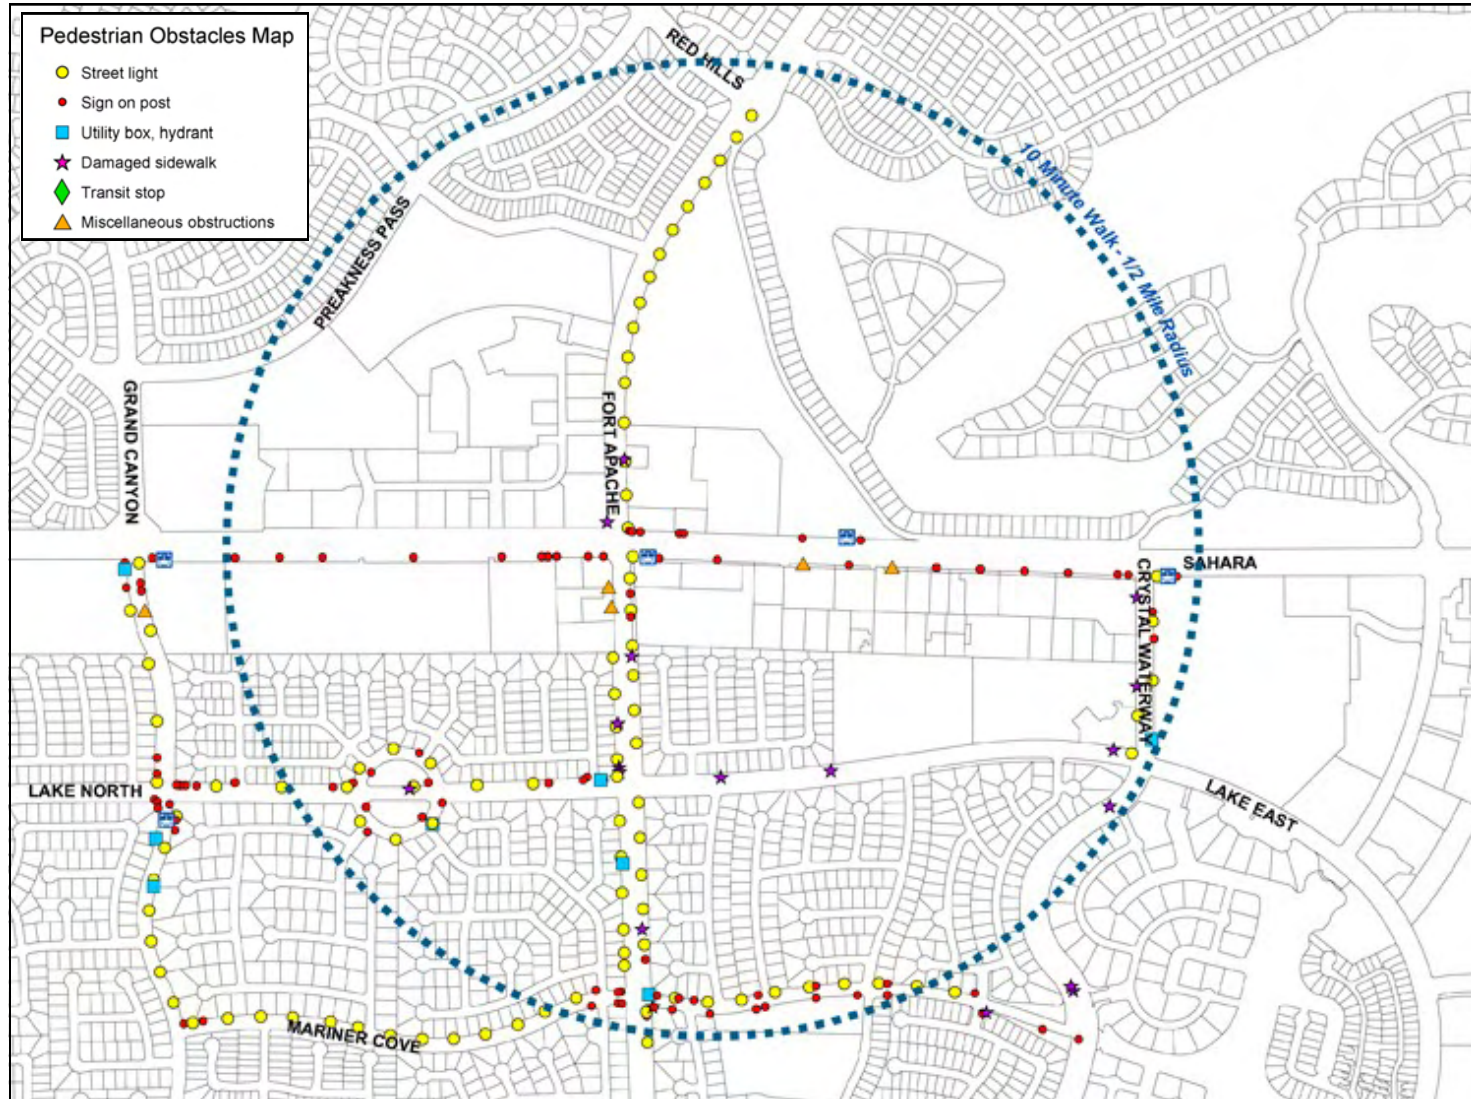 Pedestrian Obstacles Map
Street light
Sign on post
Utility box, hydrant
Damaged sidewalk
Transit stop
Miscellaneous obstructions
RED HILLS
10 Minute Walk - 1/2 Mile Radius
PREAKNESS PASS
GRAND CANYON
FORT APACHE
SAHARA
CRYSTAL WATERWAY
LAKE NORTH
LAKE EAST
MARINER COVE